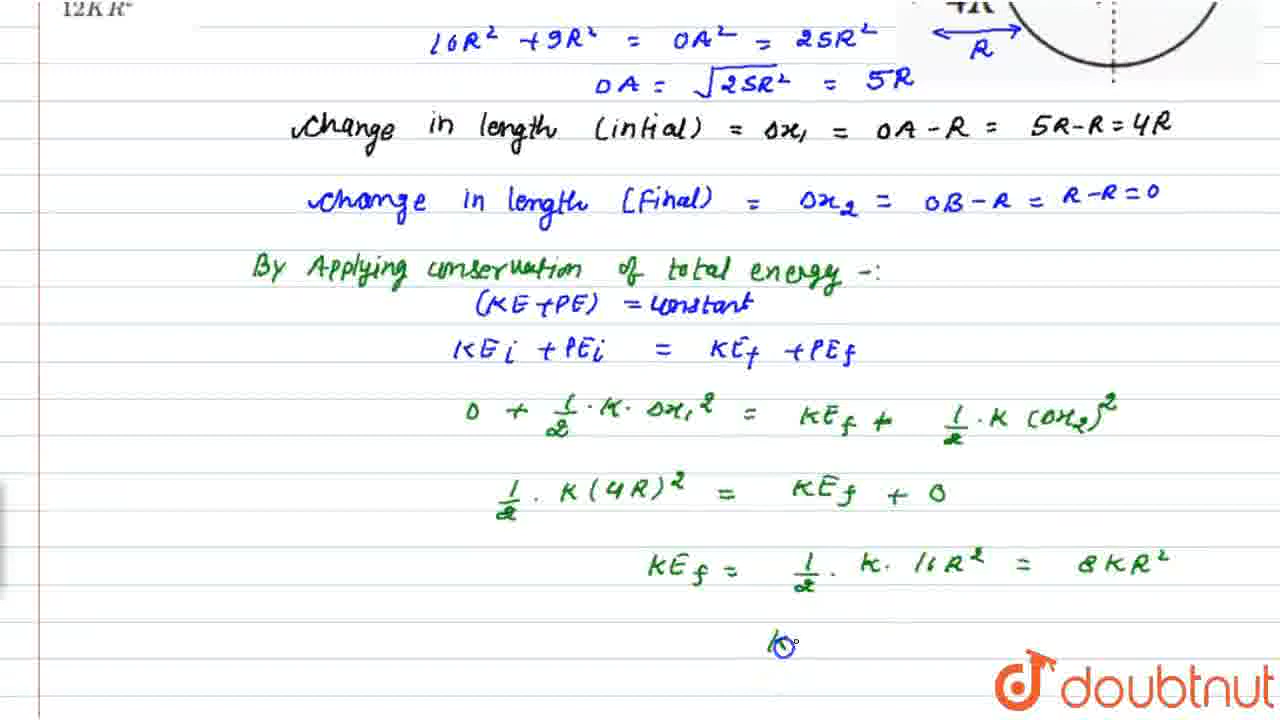 12KR²
4R
16R² + 9R² = OA² = 25R²
R
OA = √25R² = 5R
Change in length (intial) = Δx₁ = OA - R = 5R - R = 4R
Change in length (Final) = Δx₂ = OB - R = R - R = 0
By Applying conservation of total energy -:
(KE + PE) = constant
KEi + PEi = KEf + PEf
0 + 1/2 · K · Δx₁² = KEf + 1/2 · K (Δx₂)²
1/2 · K (4R)² = KEf + 0
KEf = 1/2 · K · 16R² = 8KR²
K
doubtnut